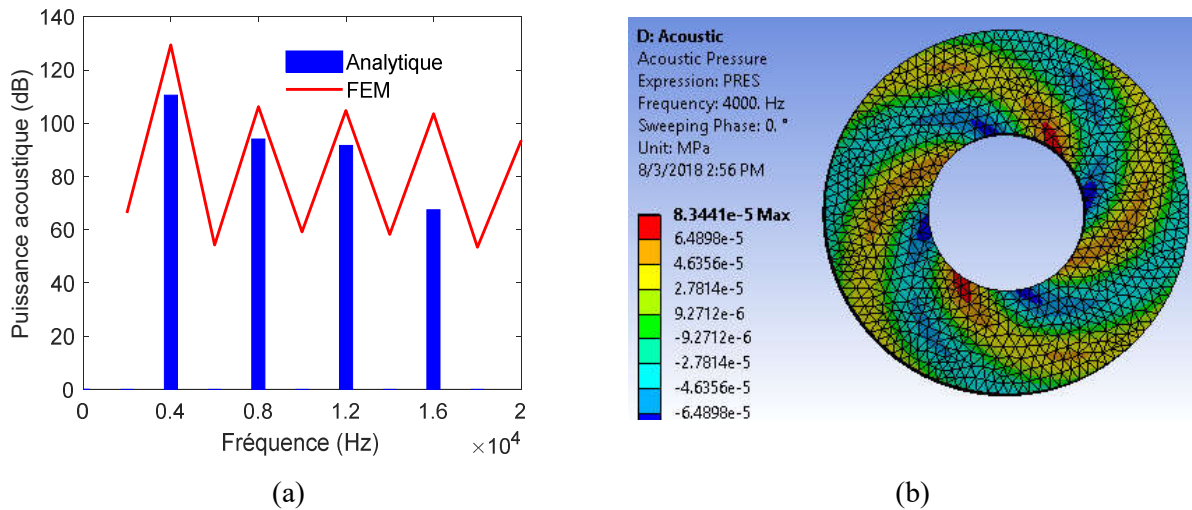 140
120
100
80
60
40
20
0
Puissance acoustique (dB)
Analytique
FEM
0 0.4 0.8 1.2 1.6 2
Fréquence (Hz)
×10⁴
(a)
D: Acoustic
Acoustic Pressure
Expression: PRES
Frequency: 4000. Hz
Sweeping Phase: 0. °
Unit: MPa
8/3/2018 2:56 PM
8.3441e-5 Max
6.4898e-5
4.6356e-5
2.7814e-5
9.2712e-6
-9.2712e-6
-2.7814e-5
-4.6356e-5
-6.4898e-5
(b)